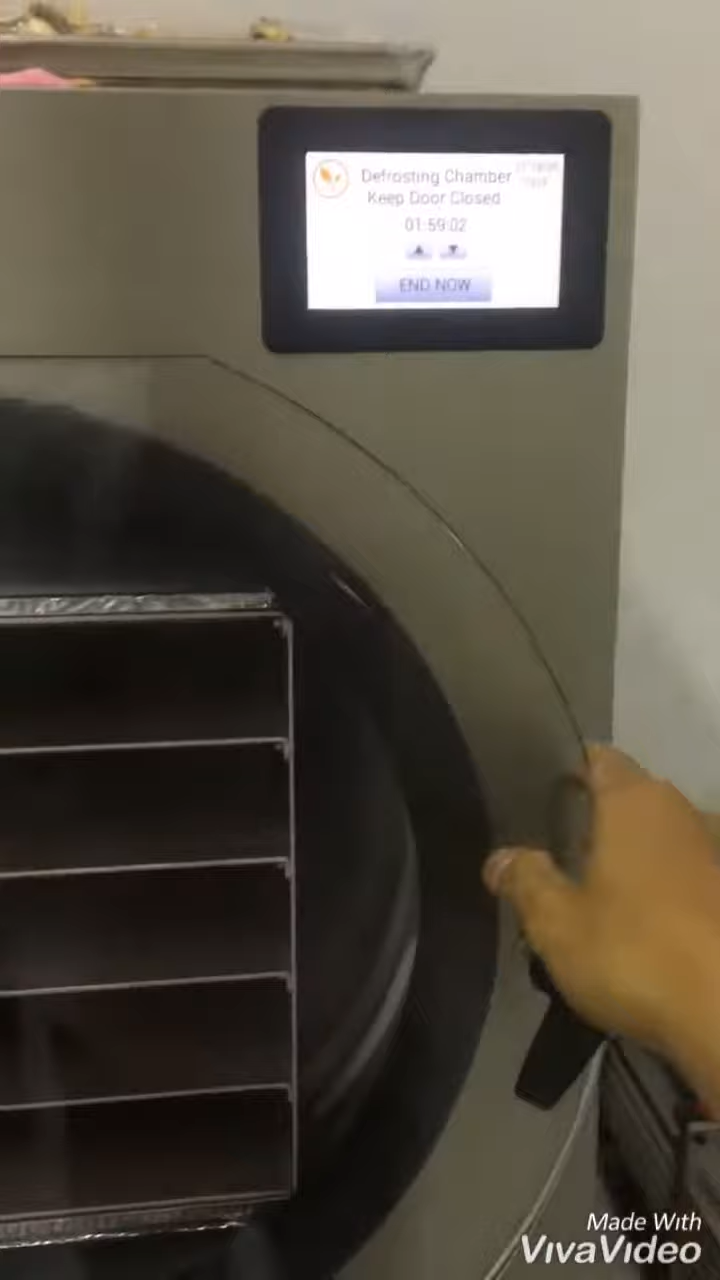 Defrosting Chamber
Keep Door Closed
01:59:02
END NOW
Made With
VivaVideo